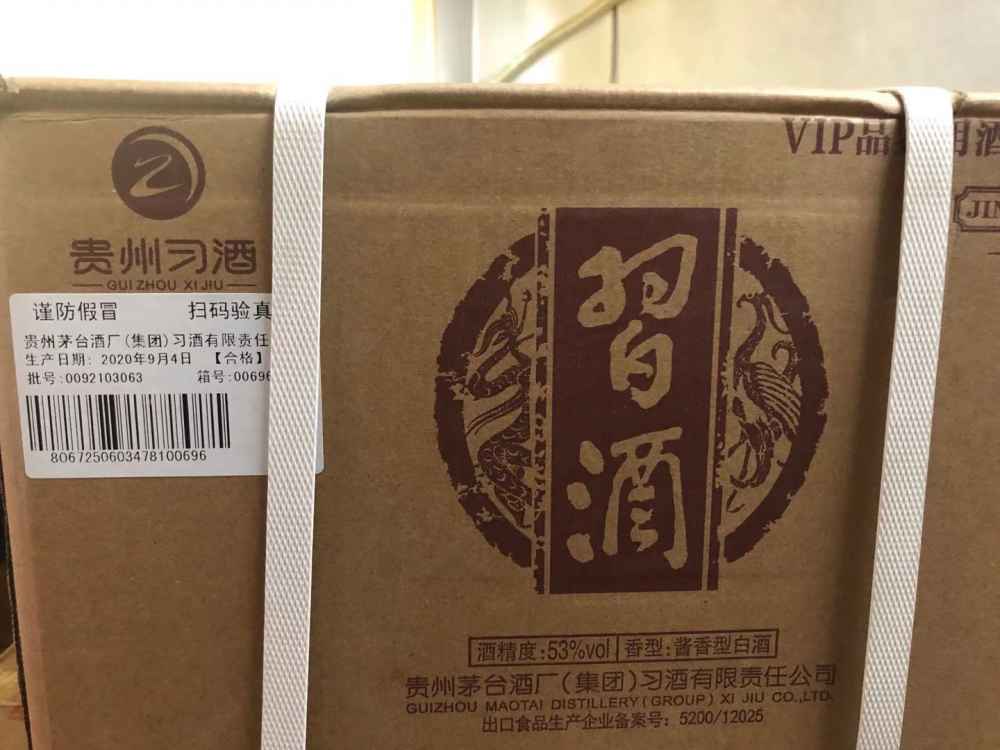 VIP品
酒
JIN
贵州习酒
GUI ZHOU XI JIU
谨防假冒 扫码验真
贵州茅台酒厂(集团)习酒有限责任
生产日期: 2020年9月4日 【合格】
批号:0092103063 箱号:00696
8067250603478100696
習酒
酒精度:53%vol 香型:酱香型白酒
贵州茅台酒厂(集团)习酒有限责任公司
GUIZHOU MAOTAI DISTILLERY(GROUP) XI JIU CO.,LTD.
出口食品生产企业备案号: 5200/12025